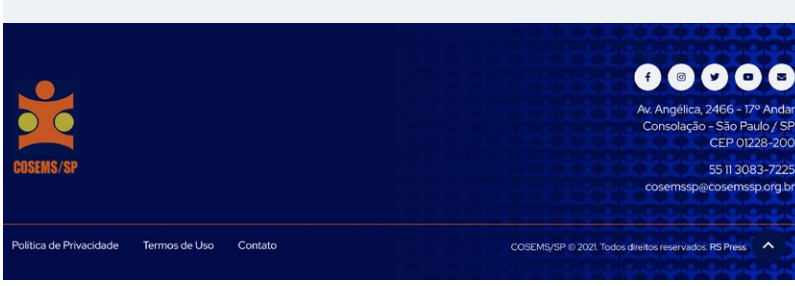 COSEMS/SP
Av. Angélica, 2466 - 17º Andar
Consolação - São Paulo / SP
CEP 01228-200
55 11 3083-7225
cosemssp@cosemssp.org.br
Política de Privacidade Termos de Uso Contato
COSEMS/SP © 2021. Todos direitos reservados. RS Press